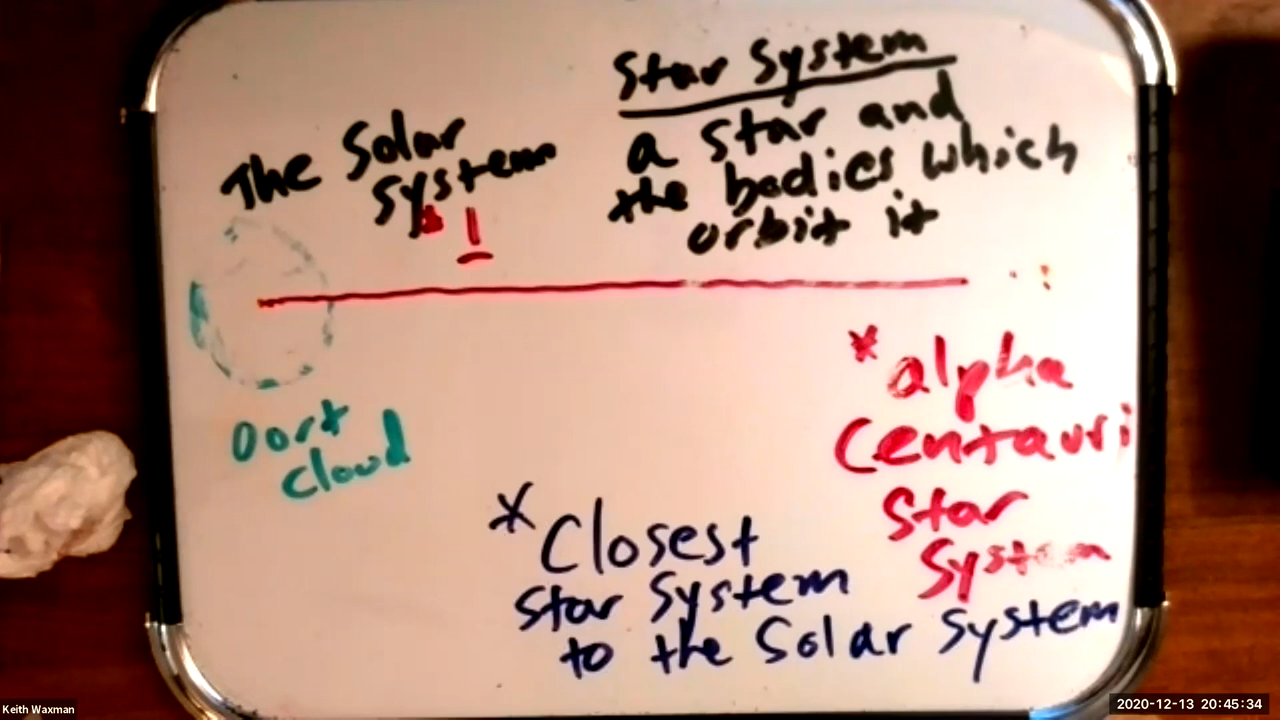 The Solar
System
Star System
a star and
the bodies which
orbit it
Oort
cloud
*alpha
Centauri
Star
System
*Closest
Star System
to the Solar System
Keith Waxman
2020-12-13 20:45:34